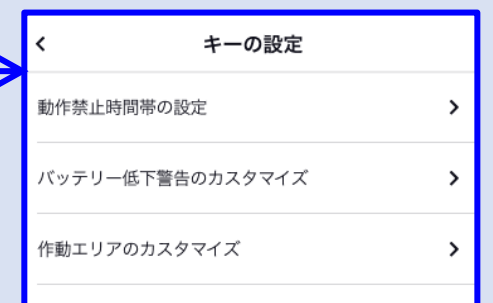 キーの設定
動作禁止時間帯の設定
バッテリー低下警告のカスタマイズ
作動エリアのカスタマイズ